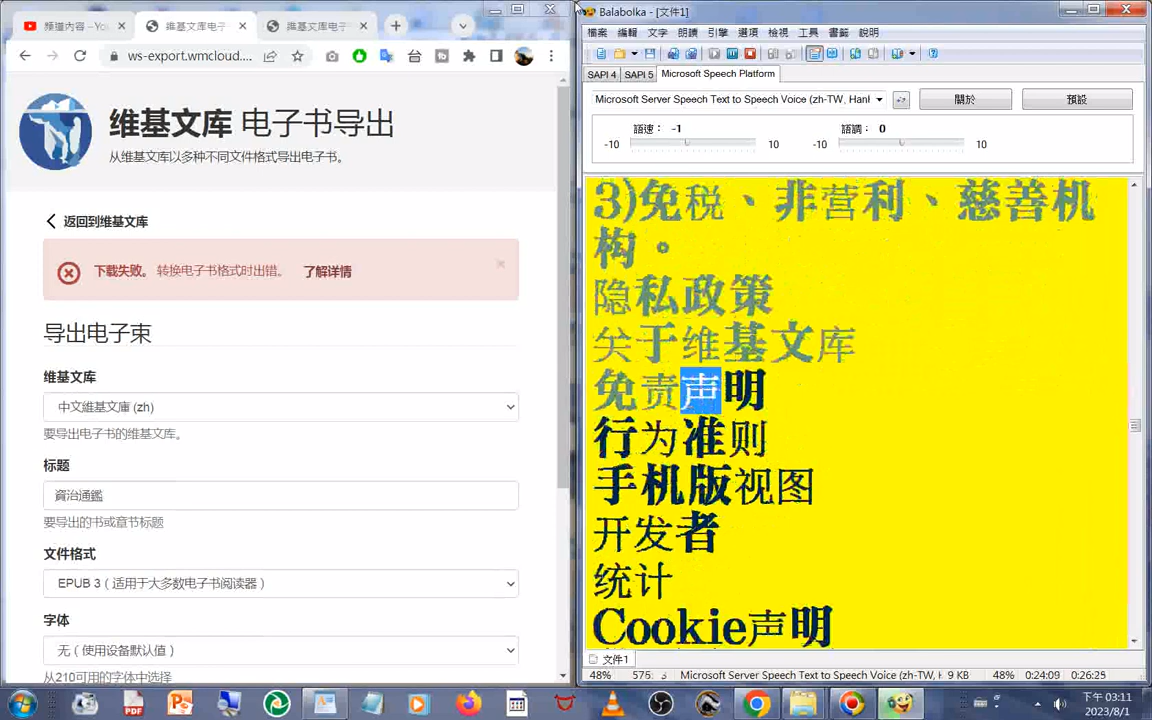 频道内容 - Yo
维基文库电子
维基文库电子
ws-export.wmcloud....
维基文库 电子书导出
从维基文库以多种不同文件格式导出电子书。
返回到维基文库
下载失败。 转换电子书格式时出错。 了解详情
导出电子束
维基文库
中文維基文庫 (zh)
要导出电子书的维基文库。
标题
資治通鑑
要导出的书或章节标题
文件格式
EPUB 3（适用于大多数电子书阅读器）
字体
无（使用设备默认值）
从210可用的字体中选择
Balabolka - [文件1]
檔案 編輯 文字 朗讀 引擎 選項 檢視 工具 書籤 說明
SAPI 4 SAPI 5 Microsoft Speech Platform
Microsoft Server Speech Text to Speech Voice (zh-TW, Hanl
關於 預設
語速： -1 語調： 0
-10 10 -10 10
3)免税、非营利、慈善机
构。
隐私政策
关于维基文库
免责声明
行为准则
手机版视图
开发者
统计
Cookie声明
文件1
48% 575: Microsoft Speech Text to Speech Voice (zh-TW, H 9 KB 48% 0:24:09 0:26:25
PDF
下午 03:11
2023/8/1